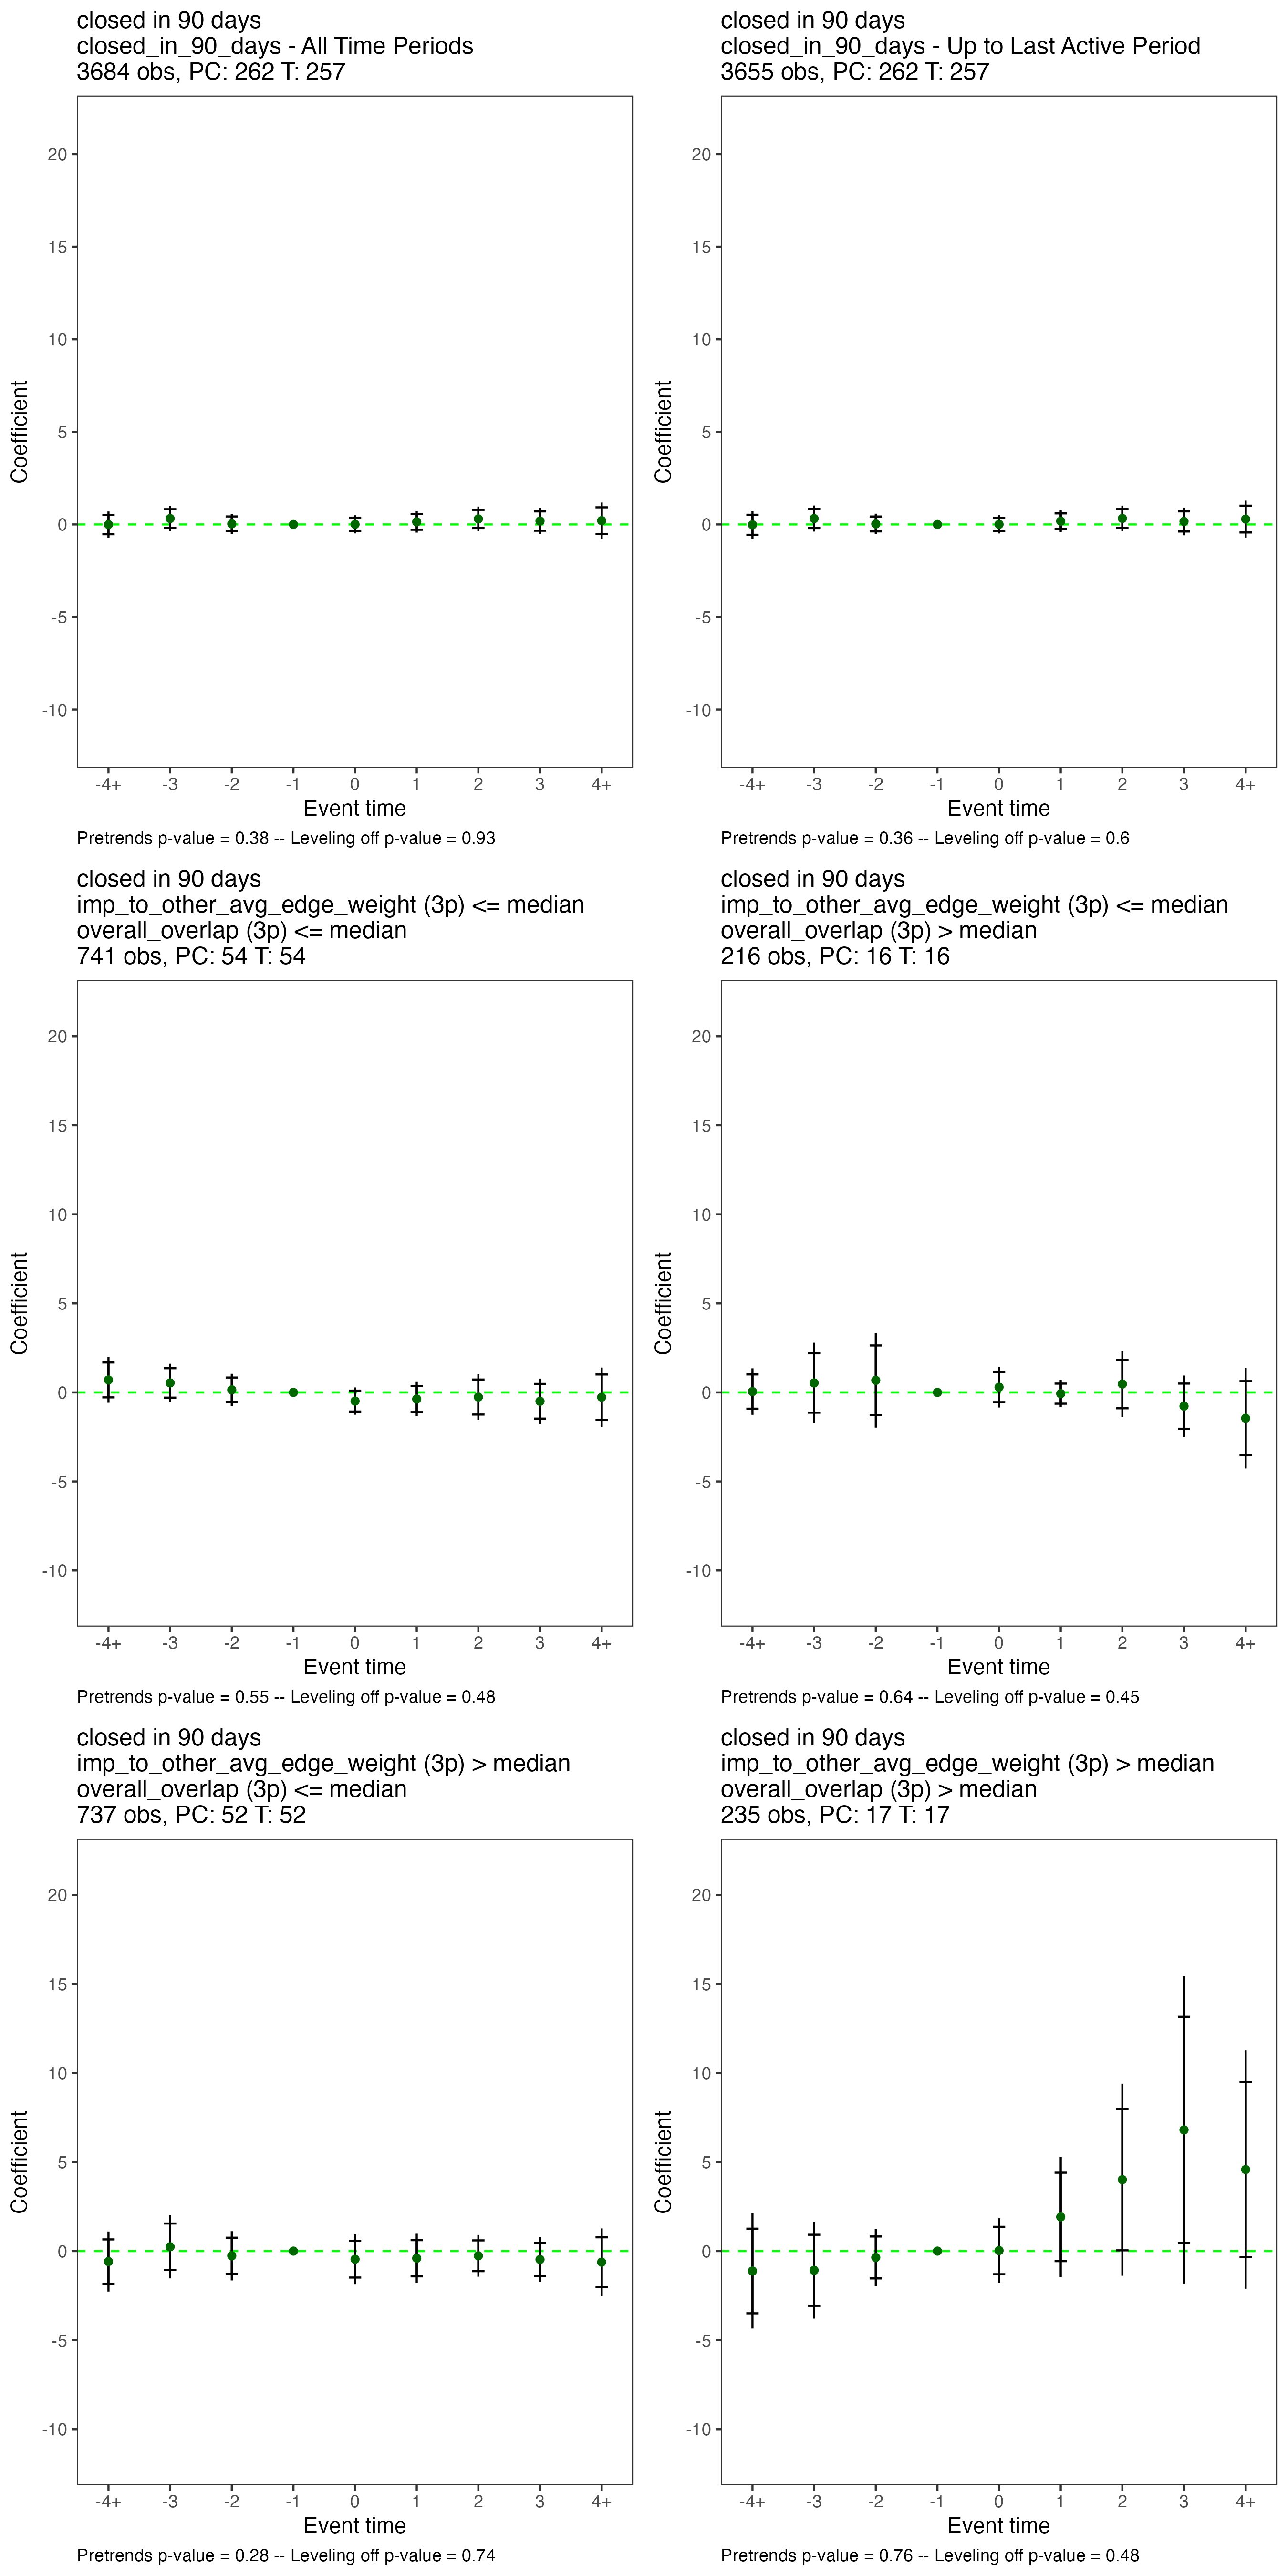 closed in 90 days
closed_in_90_days - All Time Periods
3684 obs, PC: 262 T: 257
Coefficient
20
15
10
5
0
-5
-10
-4+ -3 -2 -1 0 1 2 3 4+
Event time
Pretrends p-value = 0.38 -- Leveling off p-value = 0.93
closed in 90 days
closed_in_90_days - Up to Last Active Period
3655 obs, PC: 262 T: 257
Coefficient
20
15
10
5
0
-5
-10
-4+ -3 -2 -1 0 1 2 3 4+
Event time
Pretrends p-value = 0.36 -- Leveling off p-value = 0.6
closed in 90 days
imp_to_other_avg_edge_weight (3p) <= median
overall_overlap (3p) <= median
741 obs, PC: 54 T: 54
Coefficient
20
15
10
5
0
-5
-10
-4+ -3 -2 -1 0 1 2 3 4+
Event time
Pretrends p-value = 0.55 -- Leveling off p-value = 0.48
closed in 90 days
imp_to_other_avg_edge_weight (3p) <= median
overall_overlap (3p) > median
216 obs, PC: 16 T: 16
Coefficient
20
15
10
5
0
-5
-10
-4+ -3 -2 -1 0 1 2 3 4+
Event time
Pretrends p-value = 0.64 -- Leveling off p-value = 0.45
closed in 90 days
imp_to_other_avg_edge_weight (3p) > median
overall_overlap (3p) <= median
737 obs, PC: 52 T: 52
Coefficient
20
15
10
5
0
-5
-10
-4+ -3 -2 -1 0 1 2 3 4+
Event time
Pretrends p-value = 0.28 -- Leveling off p-value = 0.74
closed in 90 days
imp_to_other_avg_edge_weight (3p) > median
overall_overlap (3p) > median
235 obs, PC: 17 T: 17
Coefficient
20
15
10
5
0
-5
-10
-4+ -3 -2 -1 0 1 2 3 4+
Event time
Pretrends p-value = 0.76 -- Leveling off p-value = 0.48